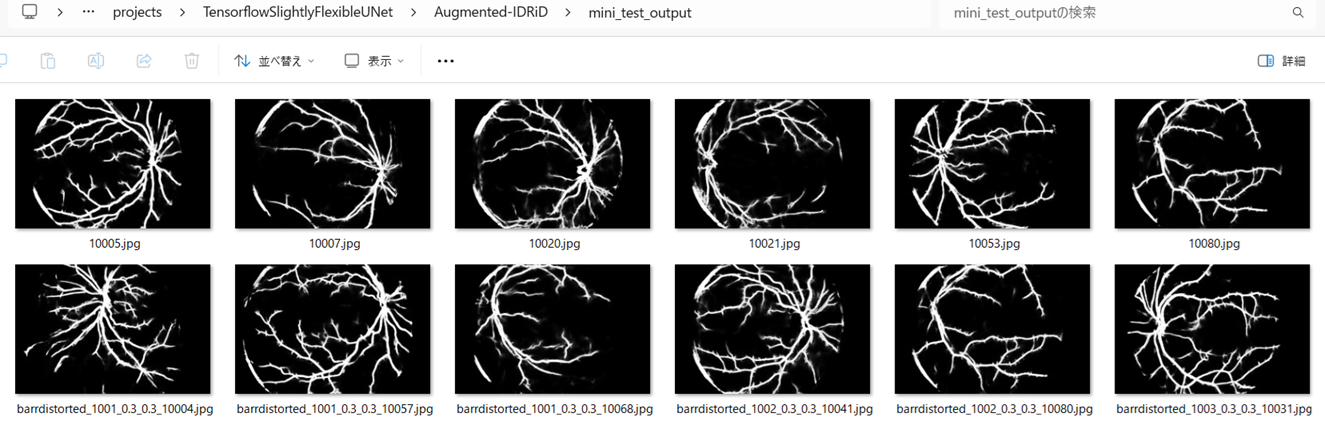 ··· projects TensorflowSlightlyFlexibleUNet Augmented-IDRiD mini_test_output mini_test_outputの検索
並べ替え 表示 ··· 詳細
10005.jpg 10007.jpg 10020.jpg 10021.jpg 10053.jpg 10080.jpg
barrdistorted_1001_0.3_0.3_10004.jpg barrdistorted_1001_0.3_0.3_10057.jpg barrdistorted_1001_0.3_0.3_10068.jpg barrdistorted_1002_0.3_0.3_10041.jpg barrdistorted_1002_0.3_0.3_10080.jpg barrdistorted_1003_0.3_0.3_10031.jpg